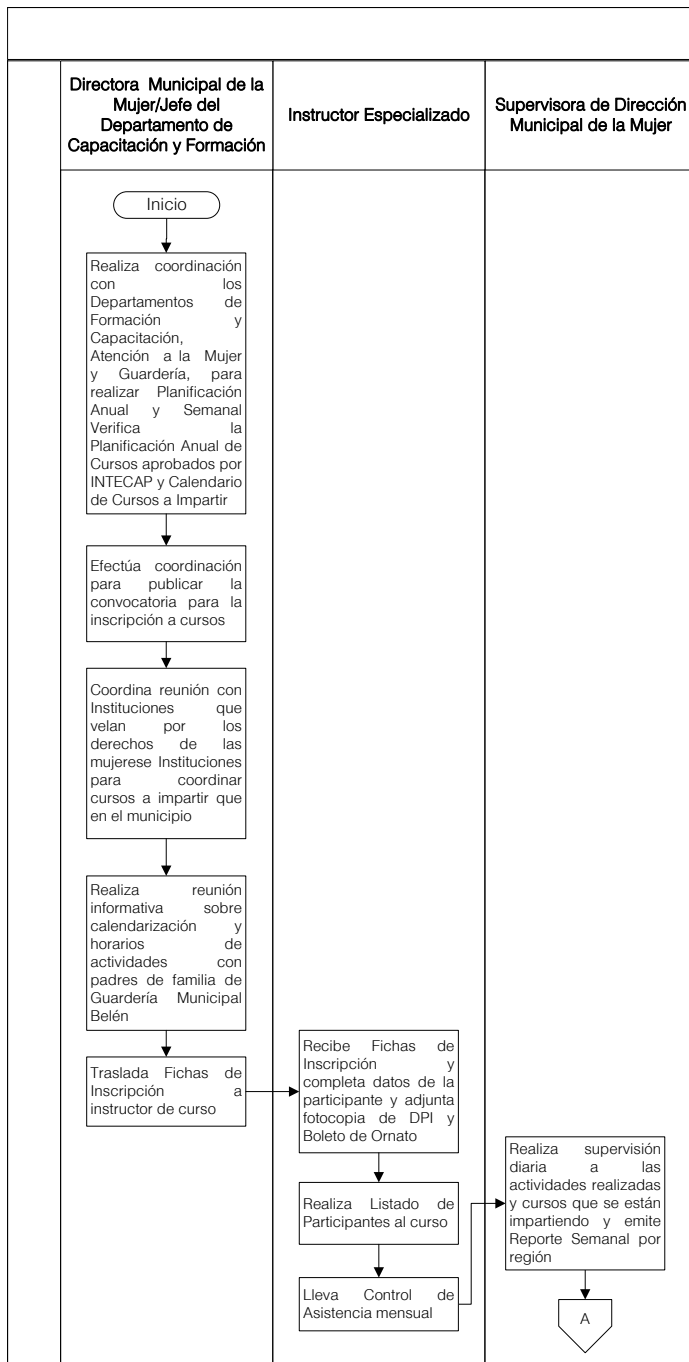 Directora Municipal de la
Mujer/Jefe del
Departamento de
Capacitación y Formación
Instructor Especializado
Supervisora de Dirección
Municipal de la Mujer
Inicio
Realiza coordinación
con los
Departamentos de
Formación y
Capacitación,
Atención a la Mujer
y Guardería, para
realizar Planificación
Anual y Semanal
Verifica la
Planificación Anual de
Cursos aprobados por
INTECAP y Calendario
de Cursos a Impartir
Efectúa coordinación
para publicar la
convocatoria para la
inscripción a cursos
Coordina reunión con
Instituciones que
velan por los
derechos de las
mujerese Instituciones
para coordinar
cursos a impartir que
en el municipio
Realiza reunión
informativa sobre
calendarización y
horarios de
actividades con
padres de familia de
Guardería Municipal
Belén
Traslada Fichas de
Inscripción a
instructor de curso
Recibe Fichas de
Inscripción y
completa datos de la
participante y adjunta
fotocopia de DPI y
Boleto de Ornato
Realiza Listado de
Participantes al curso
Lleva Control de
Asistencia mensual
Realiza supervisión
diaria a las
actividades realizadas
y cursos que se están
impartiendo y emite
Reporte Semanal por
región
A